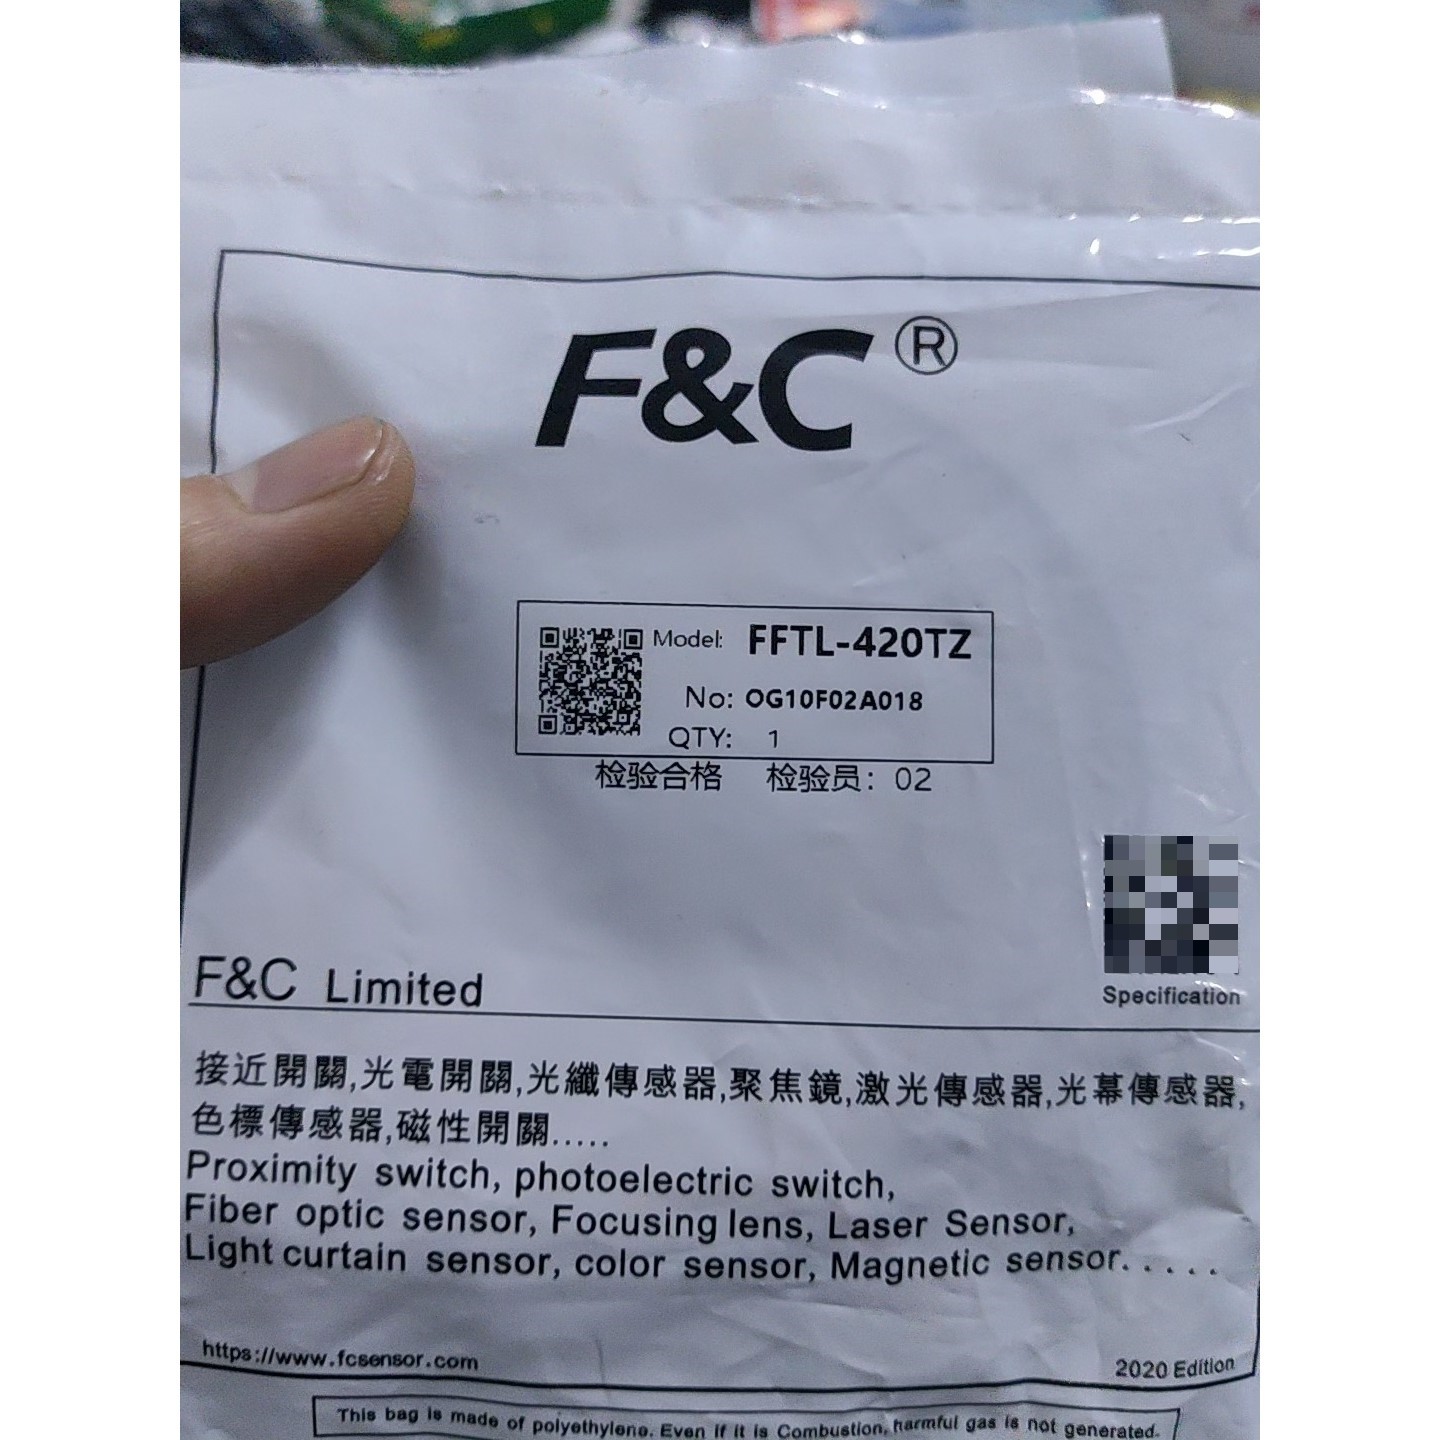 F&C®
Model: FFTL-420TZ
No: OG10F02A018
QTY: 1
检验合格 检验员：02
Specification
F&C Limited
接近開關,光電開關,光纖傳感器,聚焦鏡,激光傳感器,光幕傳感器,
色標傳感器,磁性開關.....
Proximity switch, photoelectric switch,
Fiber optic sensor, Focusing lens, Laser Sensor,
Light curtain sensor, color sensor, Magnetic sensor.....
https://www.fcsensor.com
2020 Edition
This bag is made of polyethylene. Even if it is Combustion, harmful gas is not generated.